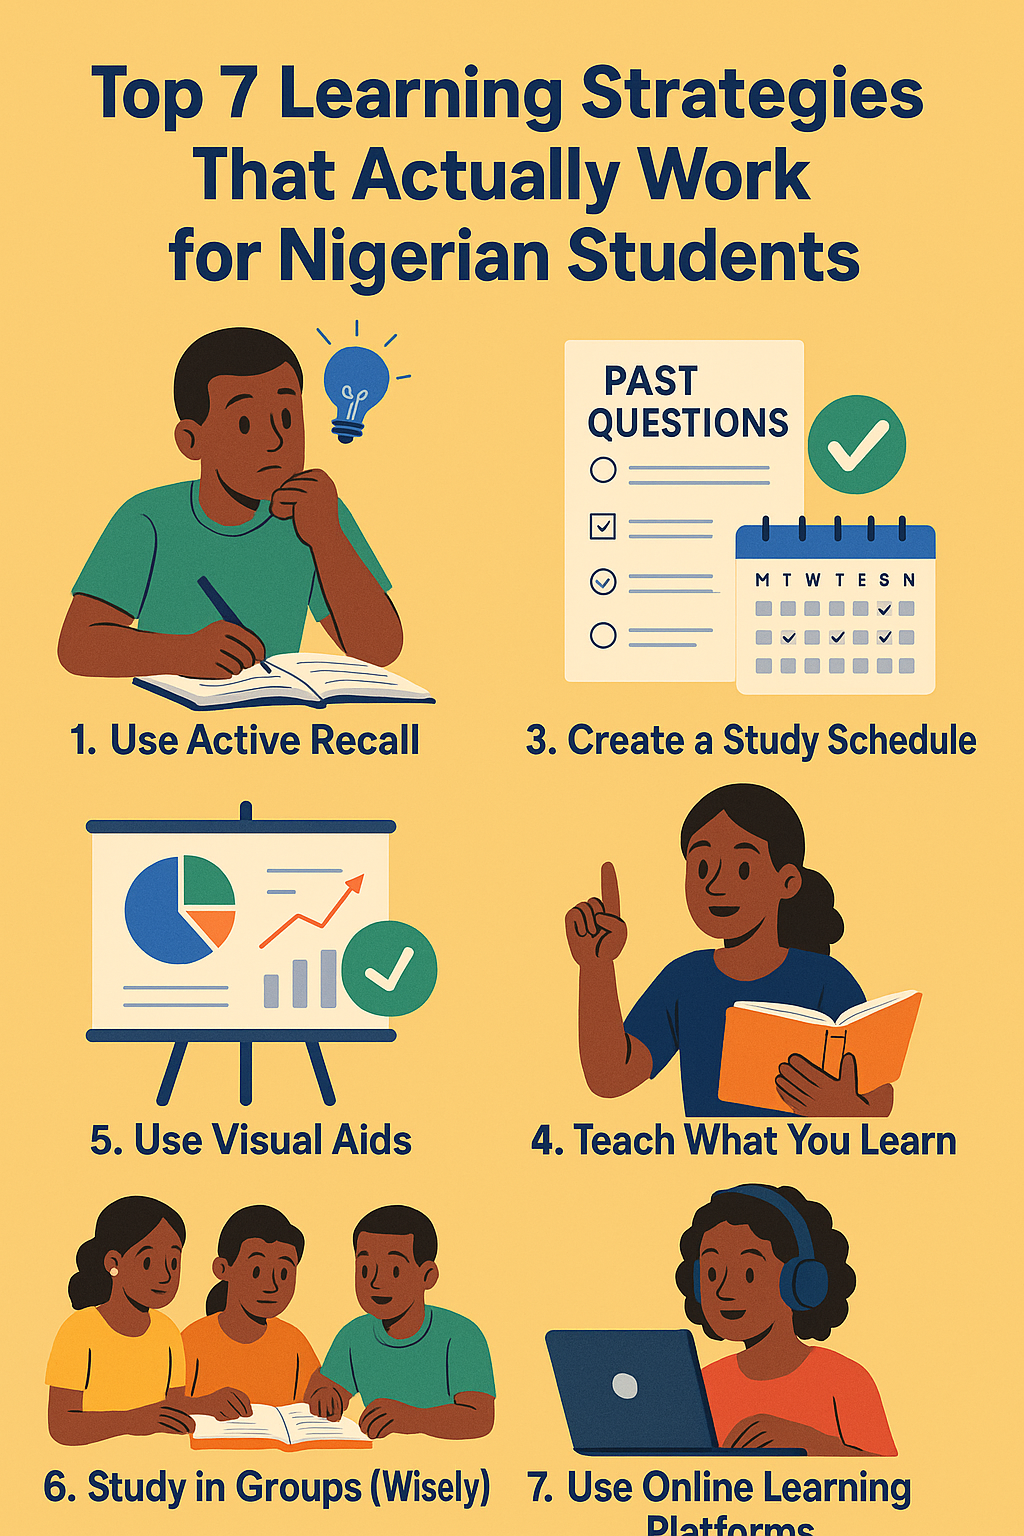 Top 7 Learning Strategies
That Actually Work
for Nigerian Students
PAST
QUESTIONS
M T W T E S N
1. Use Active Recall
3. Create a Study Schedule
5. Use Visual Aids
4. Teach What You Learn
6. Study in Groups (Wisely)
7. Use Online Learning
Platforms